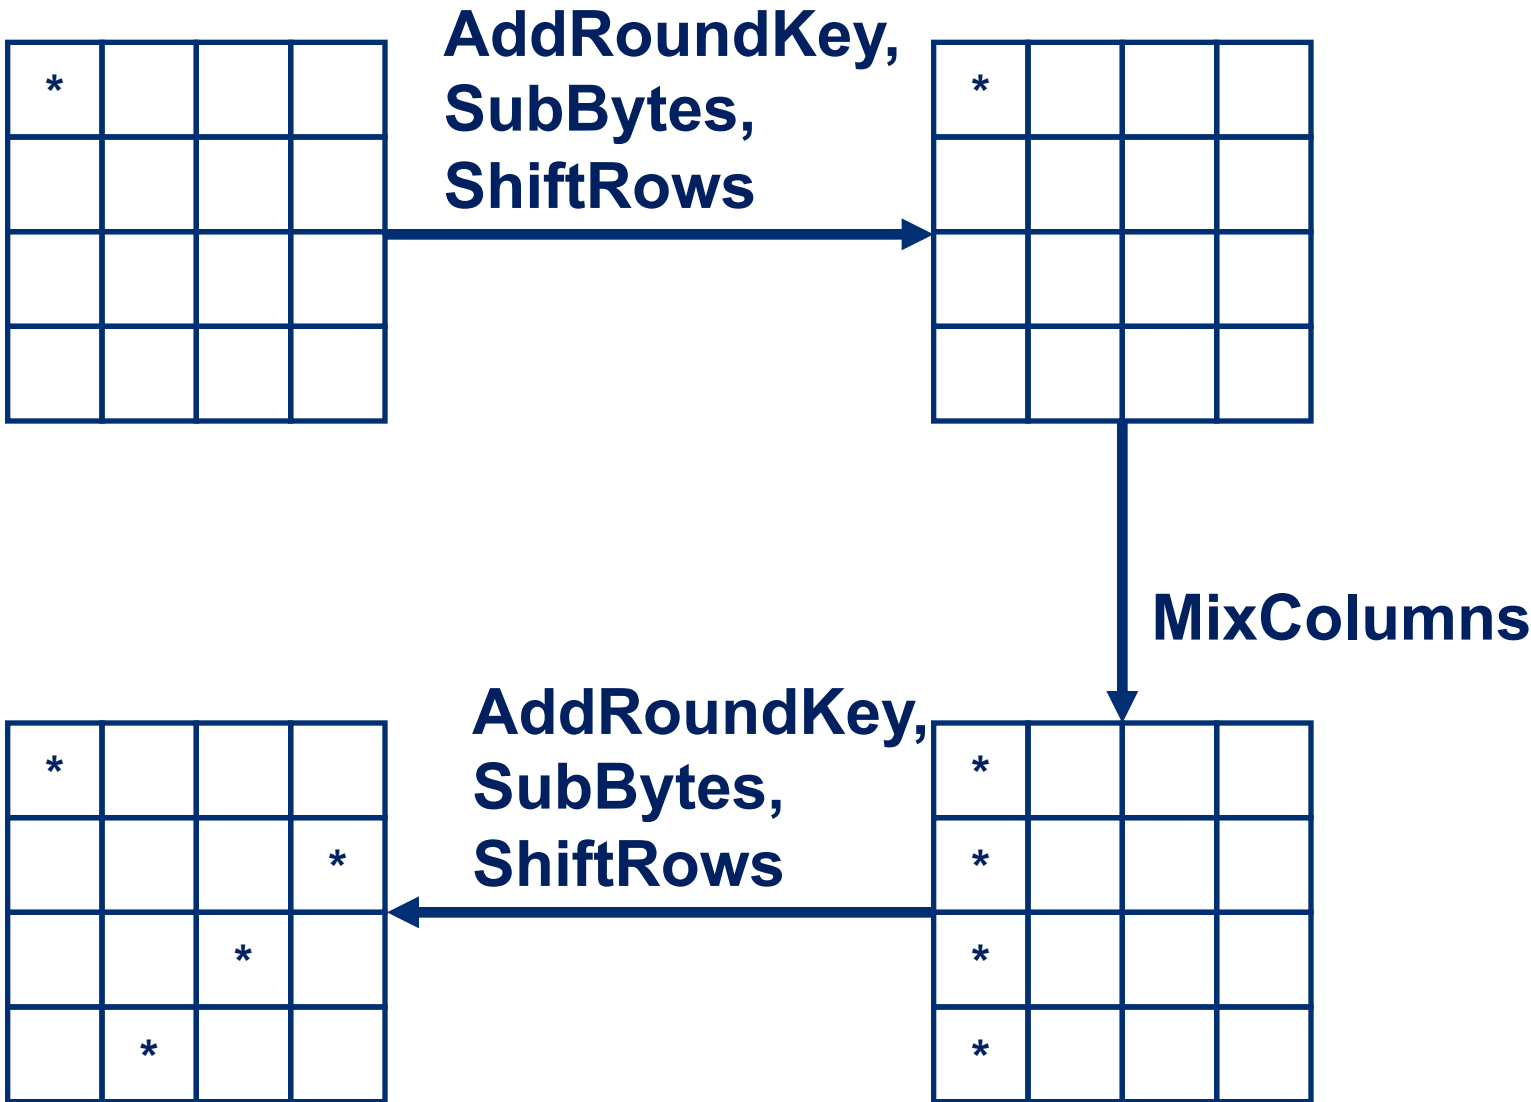 AddRoundKey,
SubBytes,
ShiftRows
*
*
MixColumns
AddRoundKey,
SubBytes,
ShiftRows
*
*
*
*
*
*
*
*